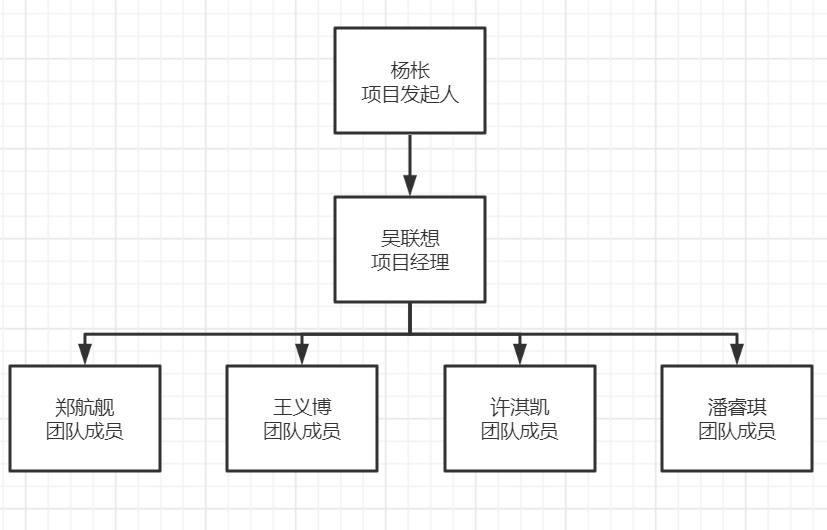 杨枨
项目发起人
吴联想
项目经理
郑航舰
团队成员
王义博
团队成员
许淇凯
团队成员
潘睿琪
团队成员